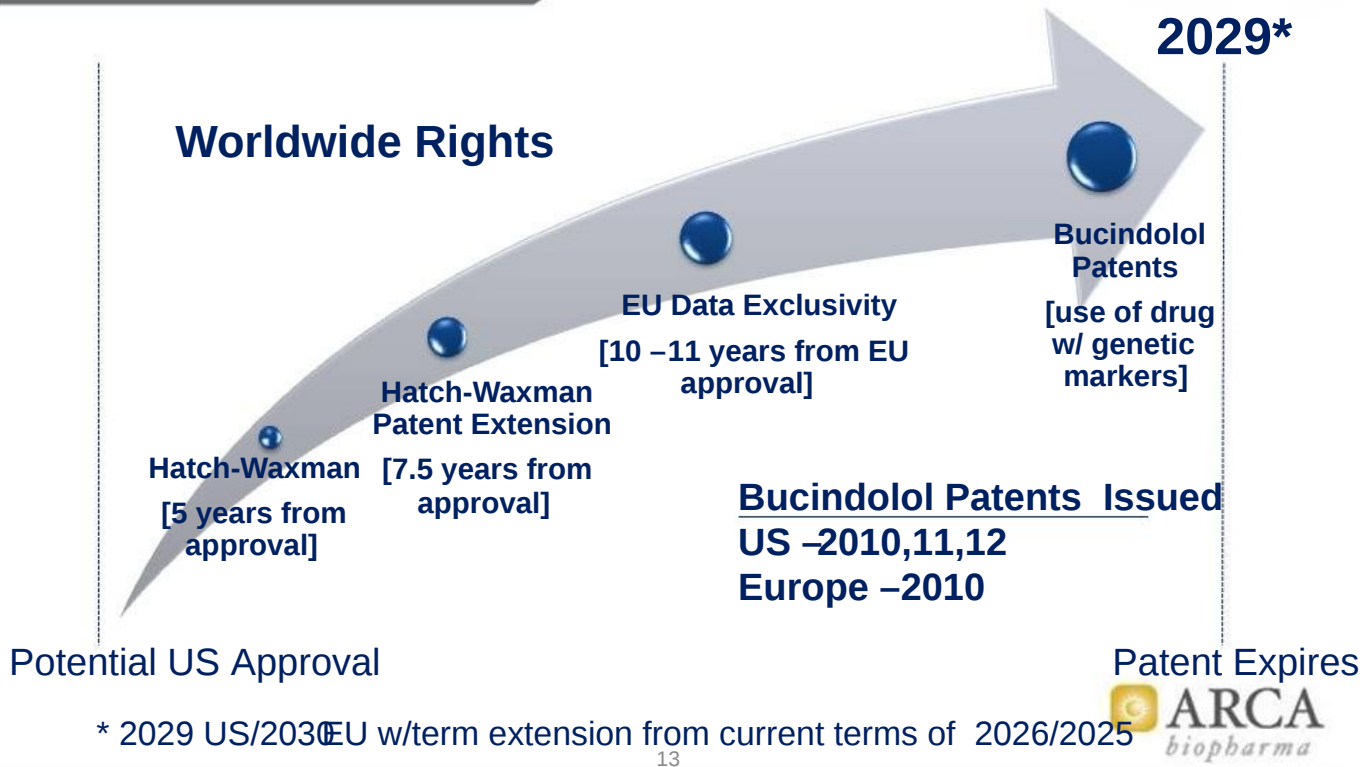 2029*
Worldwide Rights
Bucindolol
Patents
[use of drug
w/ genetic
markers]
EU Data Exclusivity
[10 –11 years from EU
approval]
Hatch-Waxman
Patent Extension
[7.5 years from
approval]
Hatch-Waxman
[5 years from
approval]
Bucindolol Patents  Issued
US –2010,11,12
Europe –2010
Potential US Approval
Patent Expires
* 2029 US/2030EU w/term extension from current terms of  2026/2025
ARCA
biopharma
13